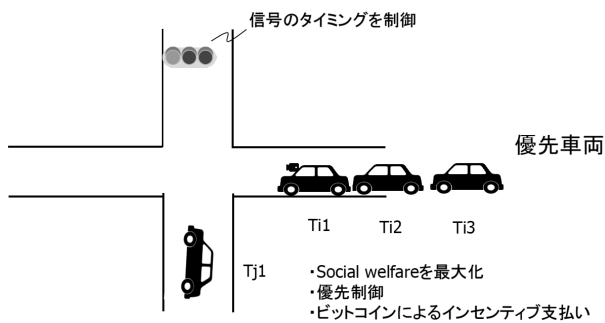 信号のタイミングを制御
優先車両
Ti1 Ti2 Ti3
Tj1
・Social welfareを最大化
・優先制御
・ビットコインによるインセンティブ支払い